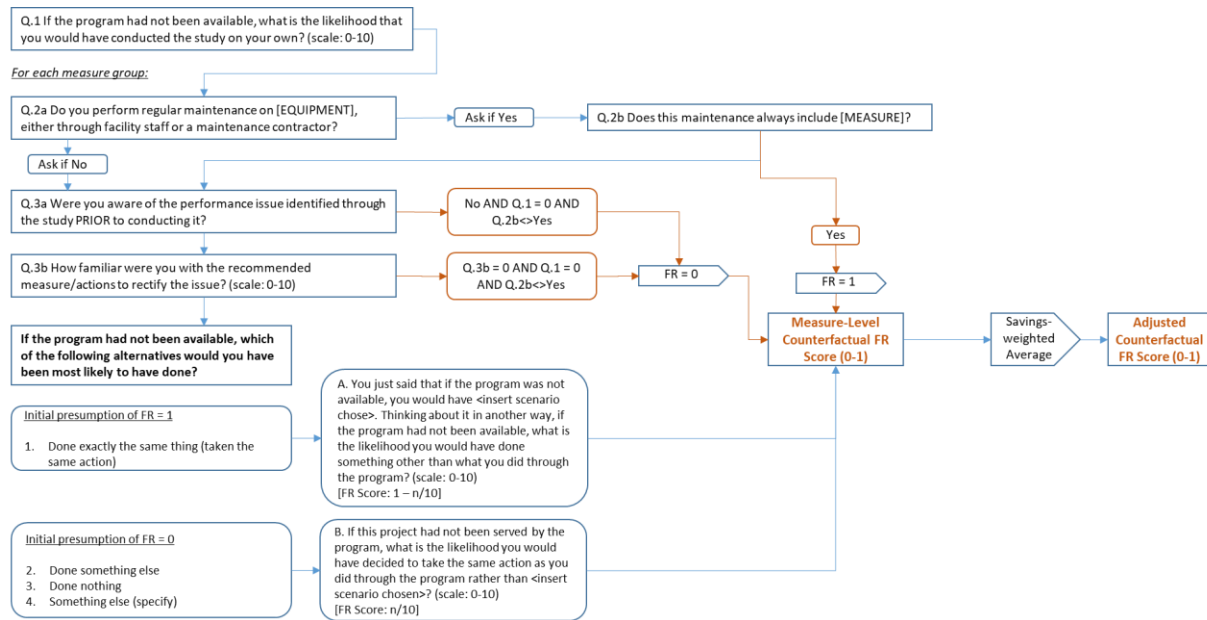 Q.1 If the program had not been available, what is the likelihood that
you would have conducted the study on your own? (scale: 0-10)
For each measure group:
Q.2a Do you perform regular maintenance on [EQUIPMENT],
either through facility staff or a maintenance contractor?
Ask if Yes
Q.2b Does this maintenance always include [MEASURE]?
Ask if No
Q.3a Were you aware of the performance issue identified through
the study PRIOR to conducting it?
No AND Q.1 = 0 AND
Q.2b<>Yes
Yes
Q.3b How familiar were you with the recommended
measure/actions to rectify the issue? (scale: 0-10)
Q.3b = 0 AND Q.1 = 0
AND Q.2b<>Yes
FR = 0
FR = 1
If the program had not been available, which
of the following alternatives would you have
been most likely to have done?
Measure-Level
Counterfactual FR
Score (0-1)
Savings-
weighted
Average
Adjusted
Counterfactual
FR Score (0-1)
Initial presumption of FR = 1
1. Done exactly the same thing (taken the
same action)
A. You just said that if the program was not
available, you would have <insert scenario
chose>. Thinking about it in another way, if
the program had not been available, what is
the likelihood you would have done
something other than what you did through
the program? (scale: 0-10)
[FR Score: 1 – n/10]
Initial presumption of FR = 0
2. Done something else
3. Done nothing
4. Something else (specify)
B. If this project had not been served by the
program, what is the likelihood you would
have decided to take the same action as you
did through the program rather than <insert
scenario chosen>? (scale: 0-10)
[FR Score: n/10]